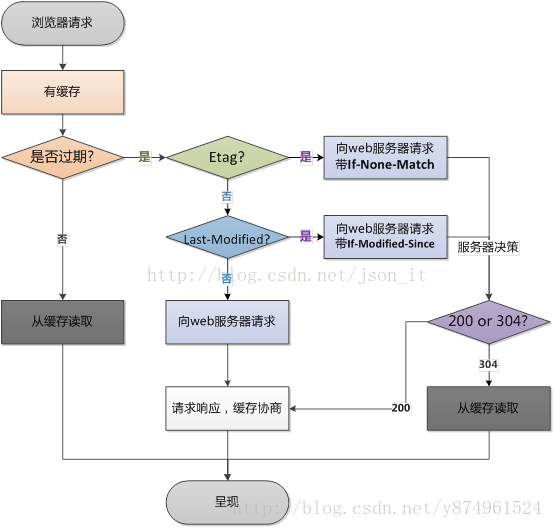 浏览器请求
有缓存
是否过期?
是
Etag?
是
向web服务器请求
带If-None-Match
否
否
Last-Modified?
是
向web服务器请求
带If-Modified-Since
服务器决策
http://blog.csdn.net/json_it
否
从缓存读取
向web服务器请求
200 or 304?
304
请求响应，缓存协商
200
从缓存读取
呈现
http://blog.csdn.net/y874961524